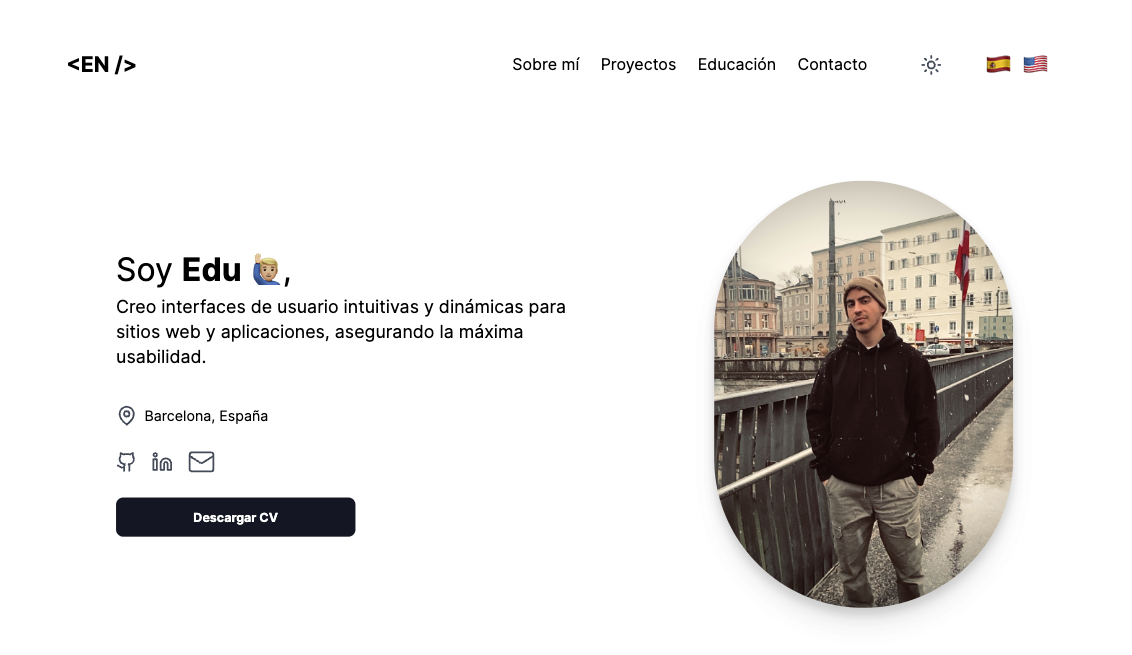 <EN />
Sobre mí Proyectos Educación Contacto
Soy Edu 🙋🏼‍♂️,
Creo interfaces de usuario intuitivas y dinámicas para
sitios web y aplicaciones, asegurando la máxima
usabilidad.
Barcelona, España
Descargar CV